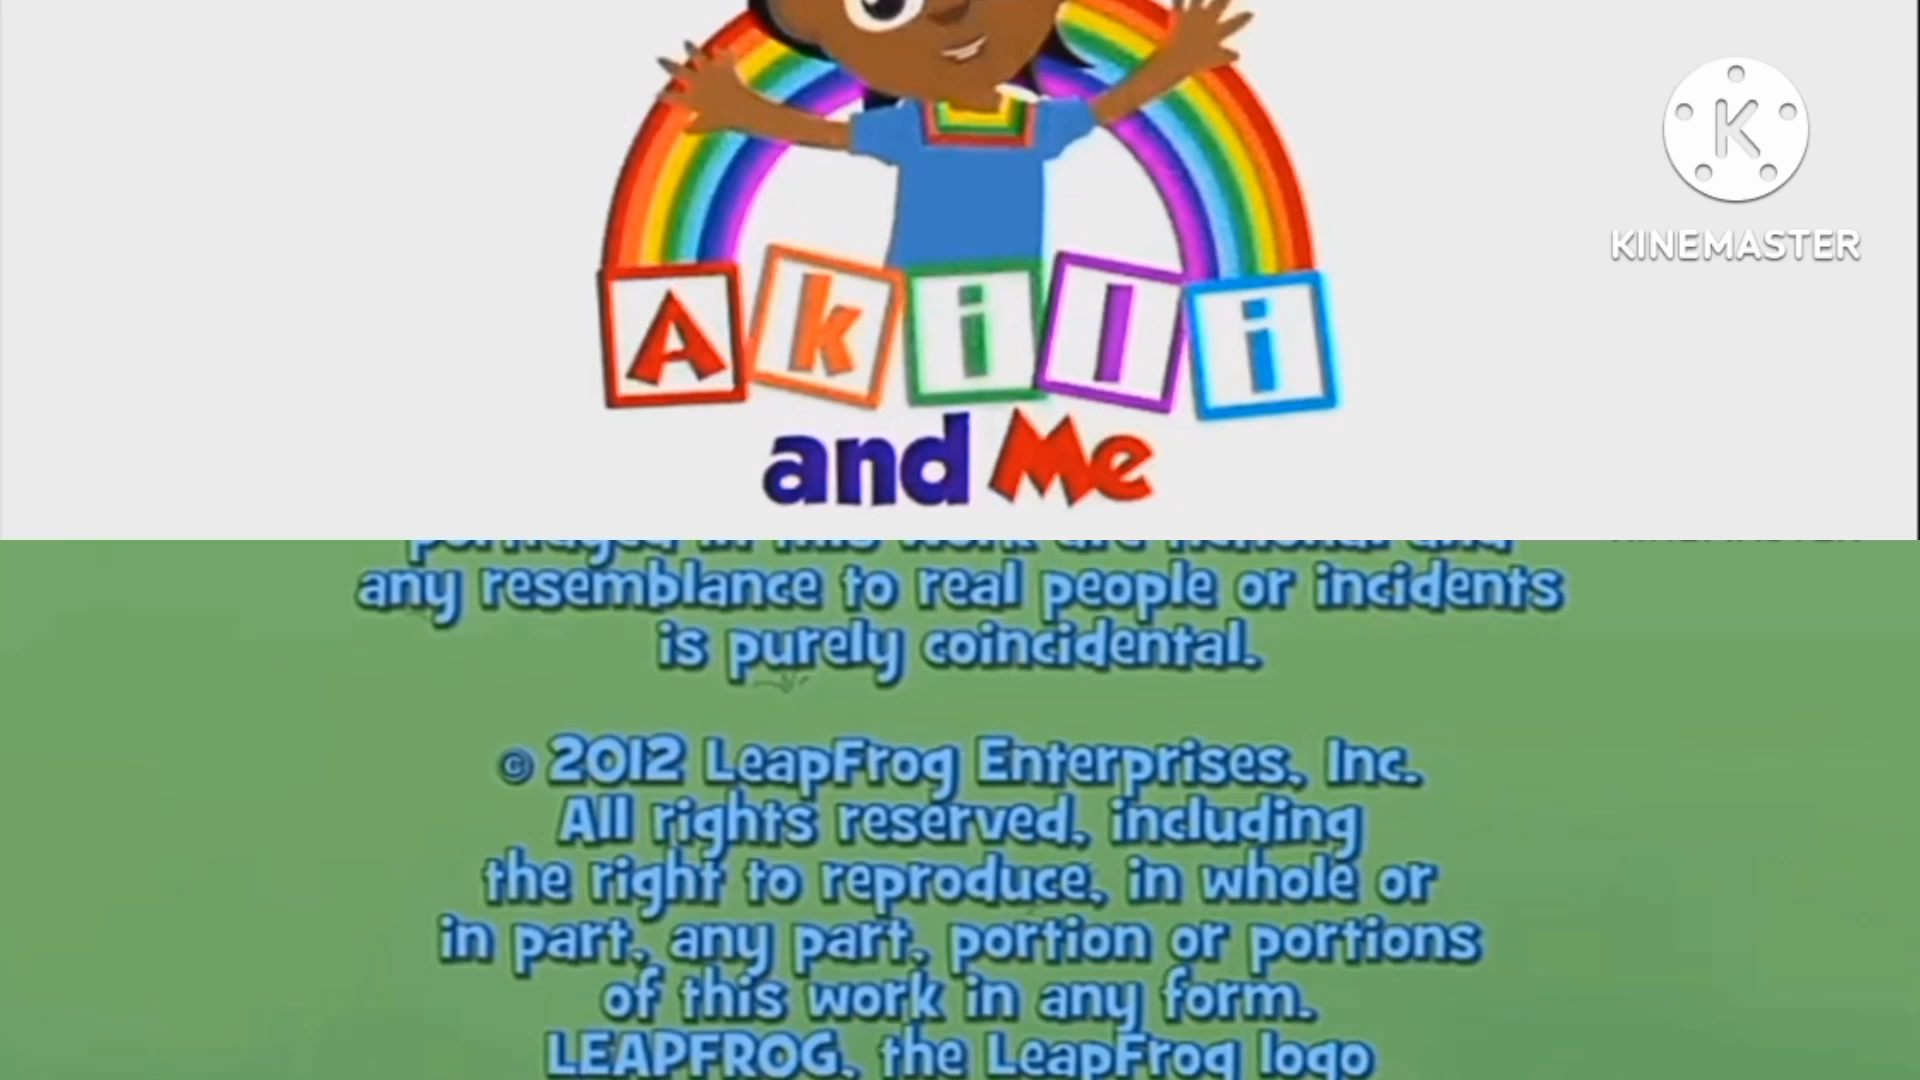 K
KINEMASTER
Akili
and Me
any resemblance to real people or incidents
is purely coincidental.
© 2012 LeapFrog Enterprises, Inc.
All rights reserved, including
the right to reproduce, in whole or
in part, any part, portion or portions
of this work in any form.
LEAPFROG, the LeapFrog logo